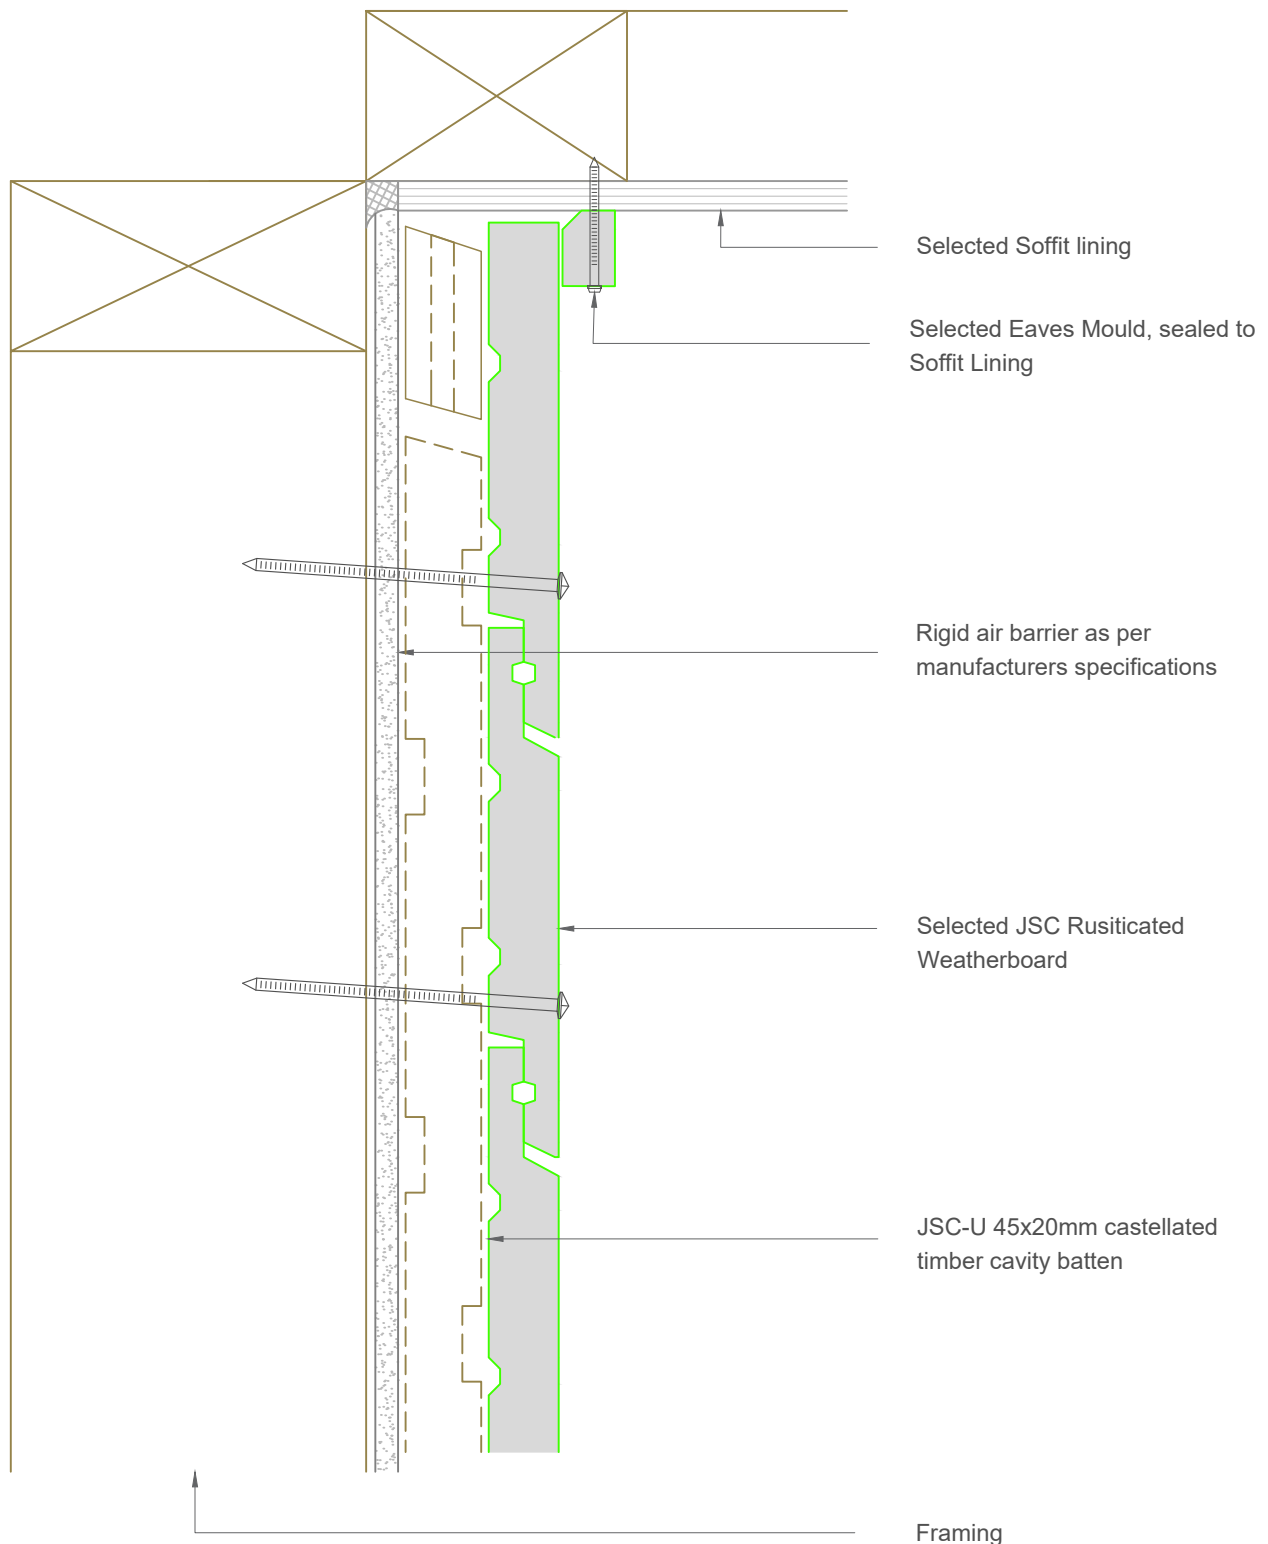 Selected Soffit lining
Selected Eaves Mould, sealed to
Soffit Lining
Rigid air barrier as per
manufacturers specifications
Selected JSC Rusiticated
Weatherboard
JSC-U 45x20mm castellated
timber cavity batten
Framing